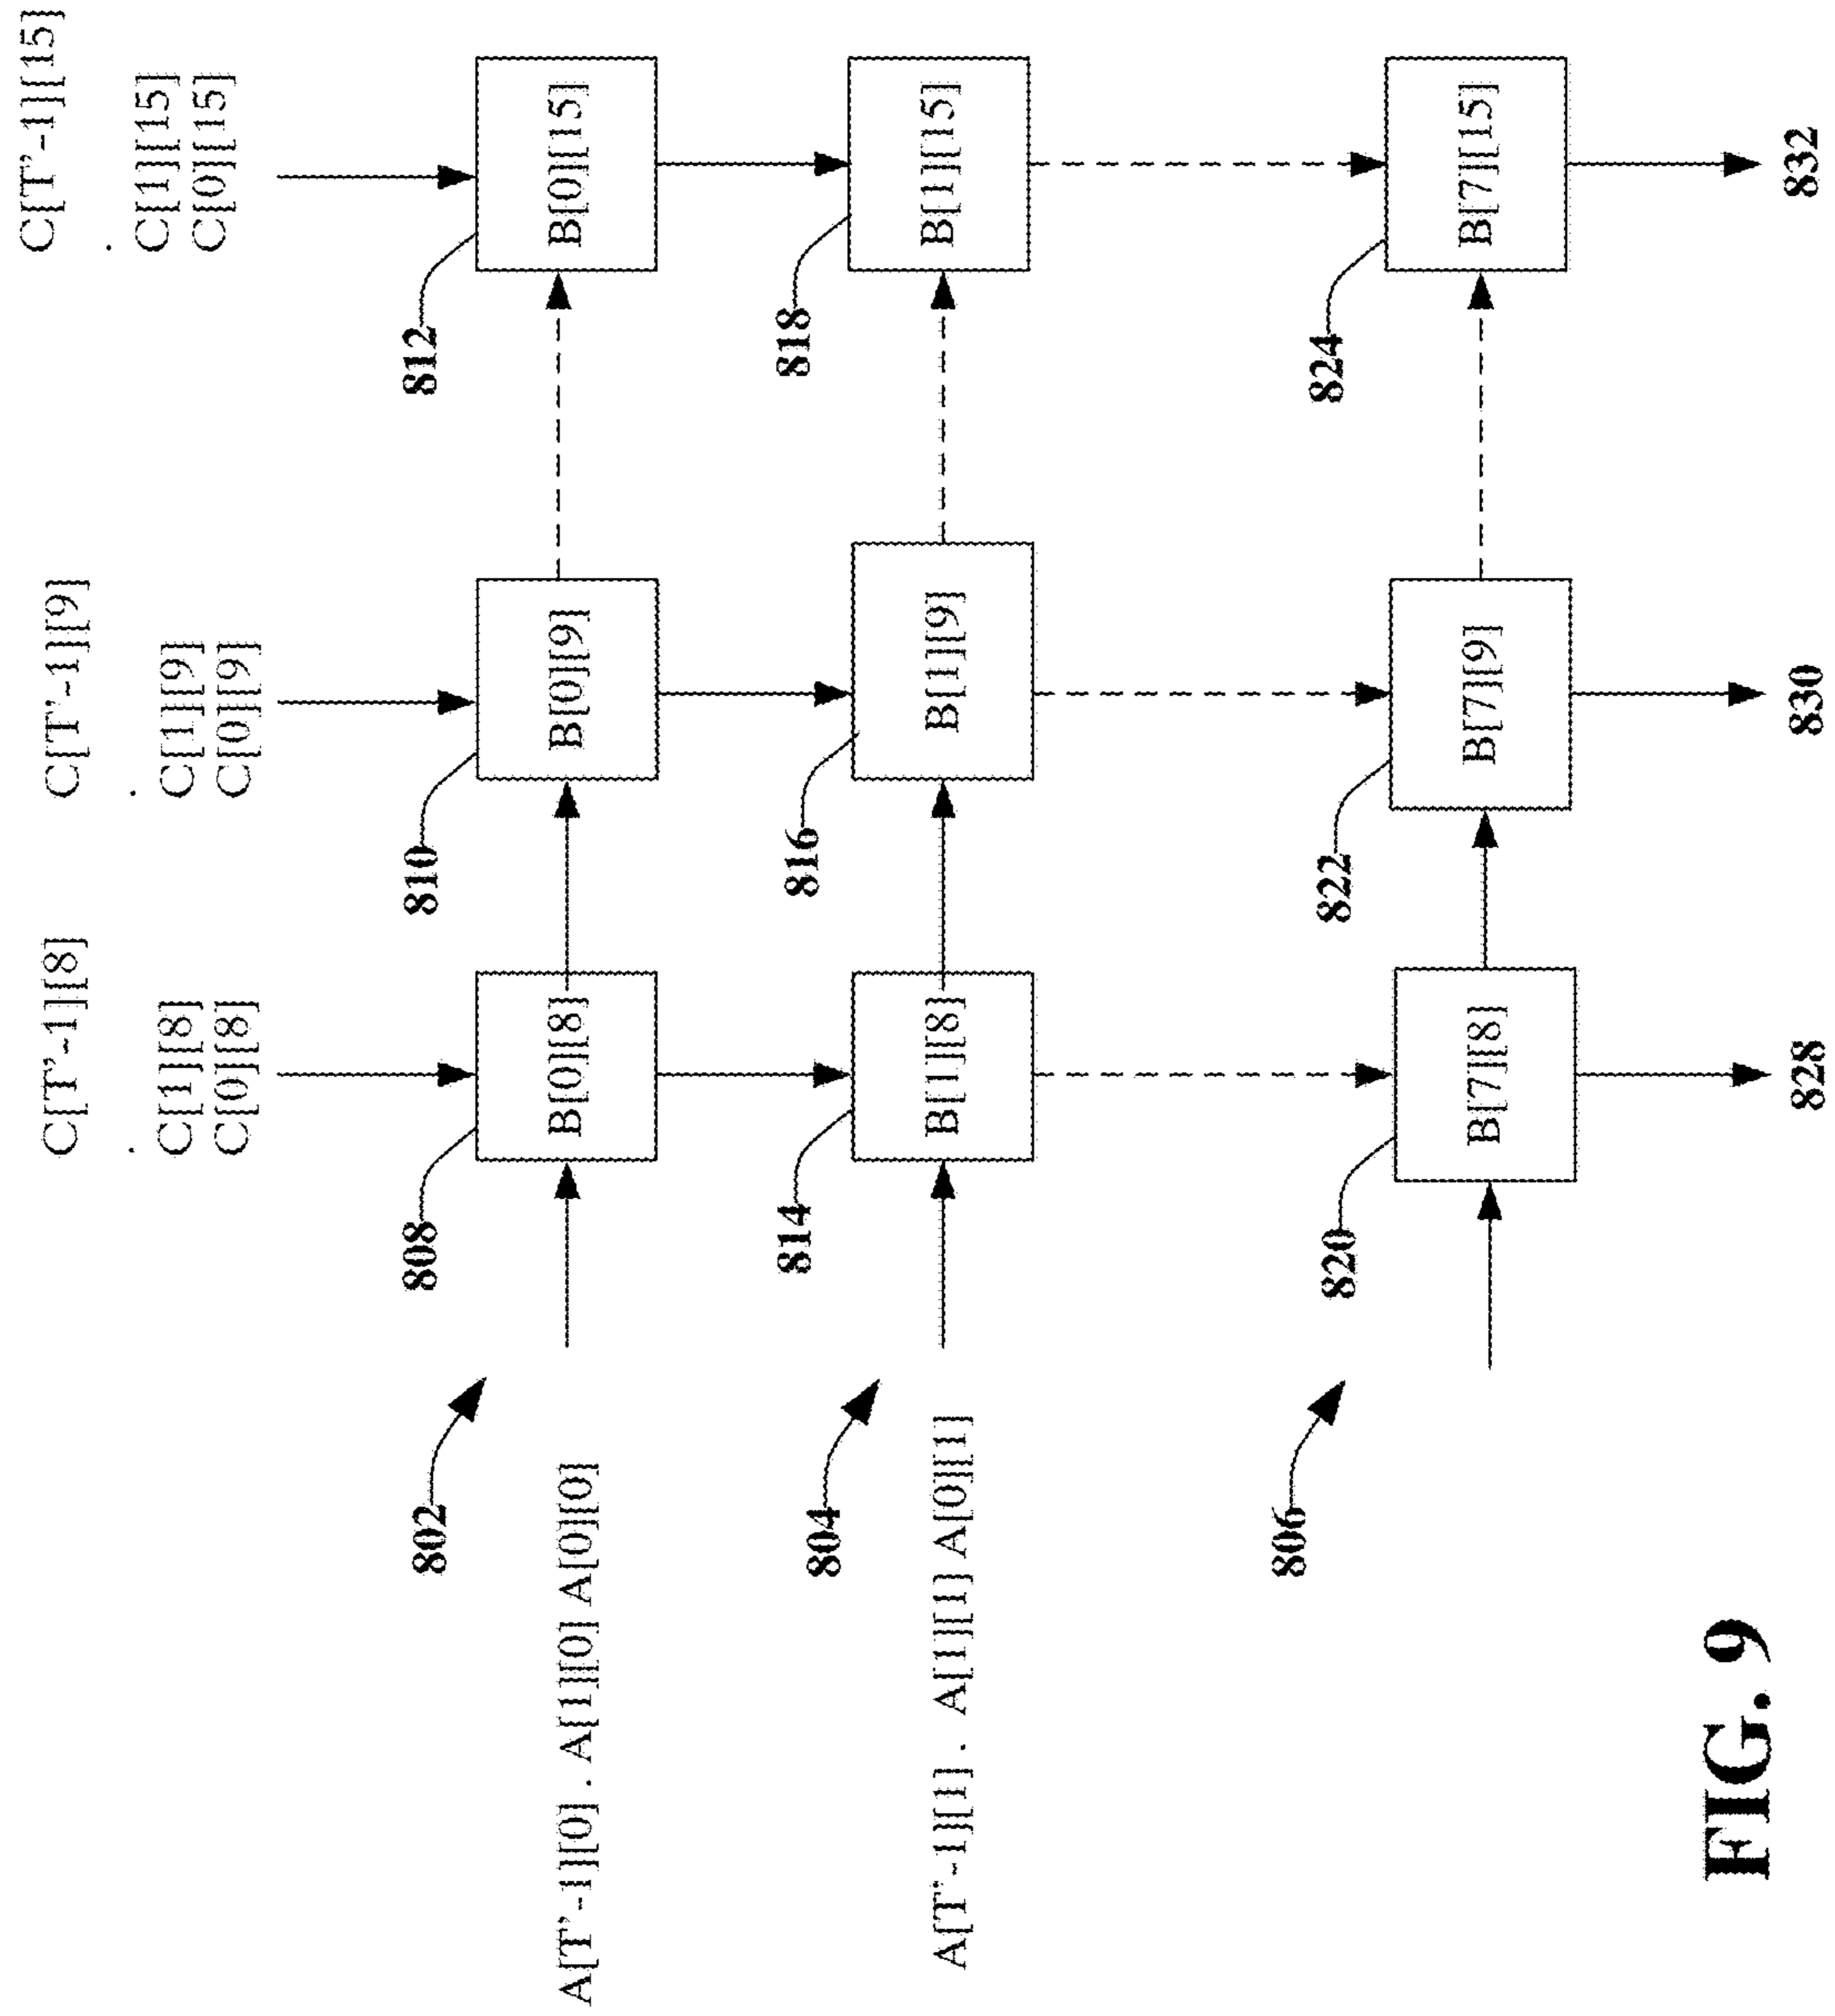 C[T'-1][8]
C[T'-1][9]
C[T'-1][15]
.
.
.
C[1][8]
C[1][9]
C[1][15]
C[0][8]
C[0][9]
C[0][15]
802
808
810
812
A[T'-1][0] . A[1][0] A[0][0]
B[0][8]
B[0][9]
B[0][15]
804
814
816
818
A[T'-1][1] . A[1][1] A[0][1]
B[1][8]
B[1][9]
B[1][15]
806
820
822
824
B[7][8]
B[7][9]
B[7][15]
828
830
832
FIG. 9